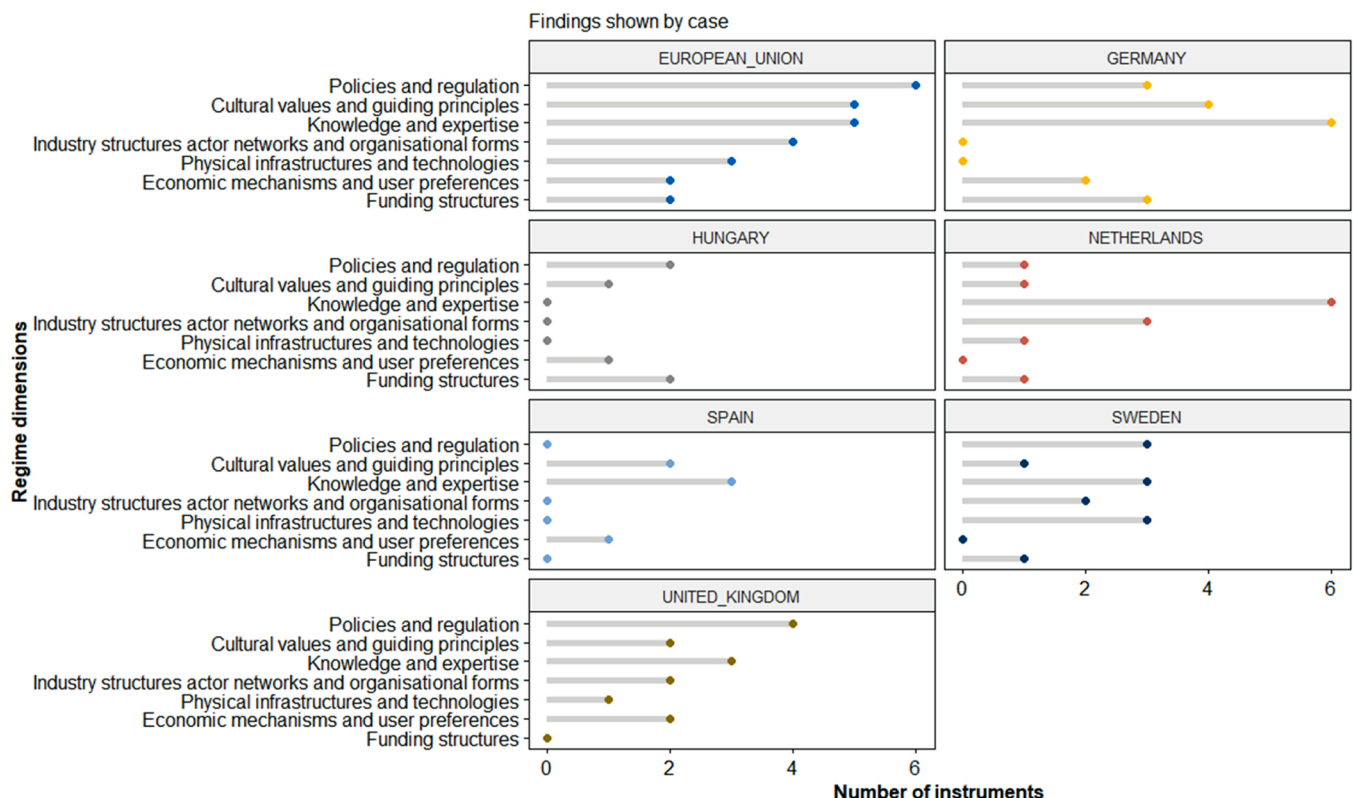 Findings shown by case
EUROPEAN_UNION
GERMANY
Policies and regulation
Cultural values and guiding principles
Knowledge and expertise
Industry structures actor networks and organisational forms
Physical infrastructures and technologies
Economic mechanisms and user preferences
Funding structures
HUNGARY
NETHERLANDS
Policies and regulation
Cultural values and guiding principles
Knowledge and expertise
Industry structures actor networks and organisational forms
Physical infrastructures and technologies
Economic mechanisms and user preferences
Funding structures
Regime dimensions
SPAIN
SWEDEN
Policies and regulation
Cultural values and guiding principles
Knowledge and expertise
Industry structures actor networks and organisational forms
Physical infrastructures and technologies
Economic mechanisms and user preferences
Funding structures
0 2 4 6
UNITED_KINGDOM
Policies and regulation
Cultural values and guiding principles
Knowledge and expertise
Industry structures actor networks and organisational forms
Physical infrastructures and technologies
Economic mechanisms and user preferences
Funding structures
0 2 4 6
Number of instruments